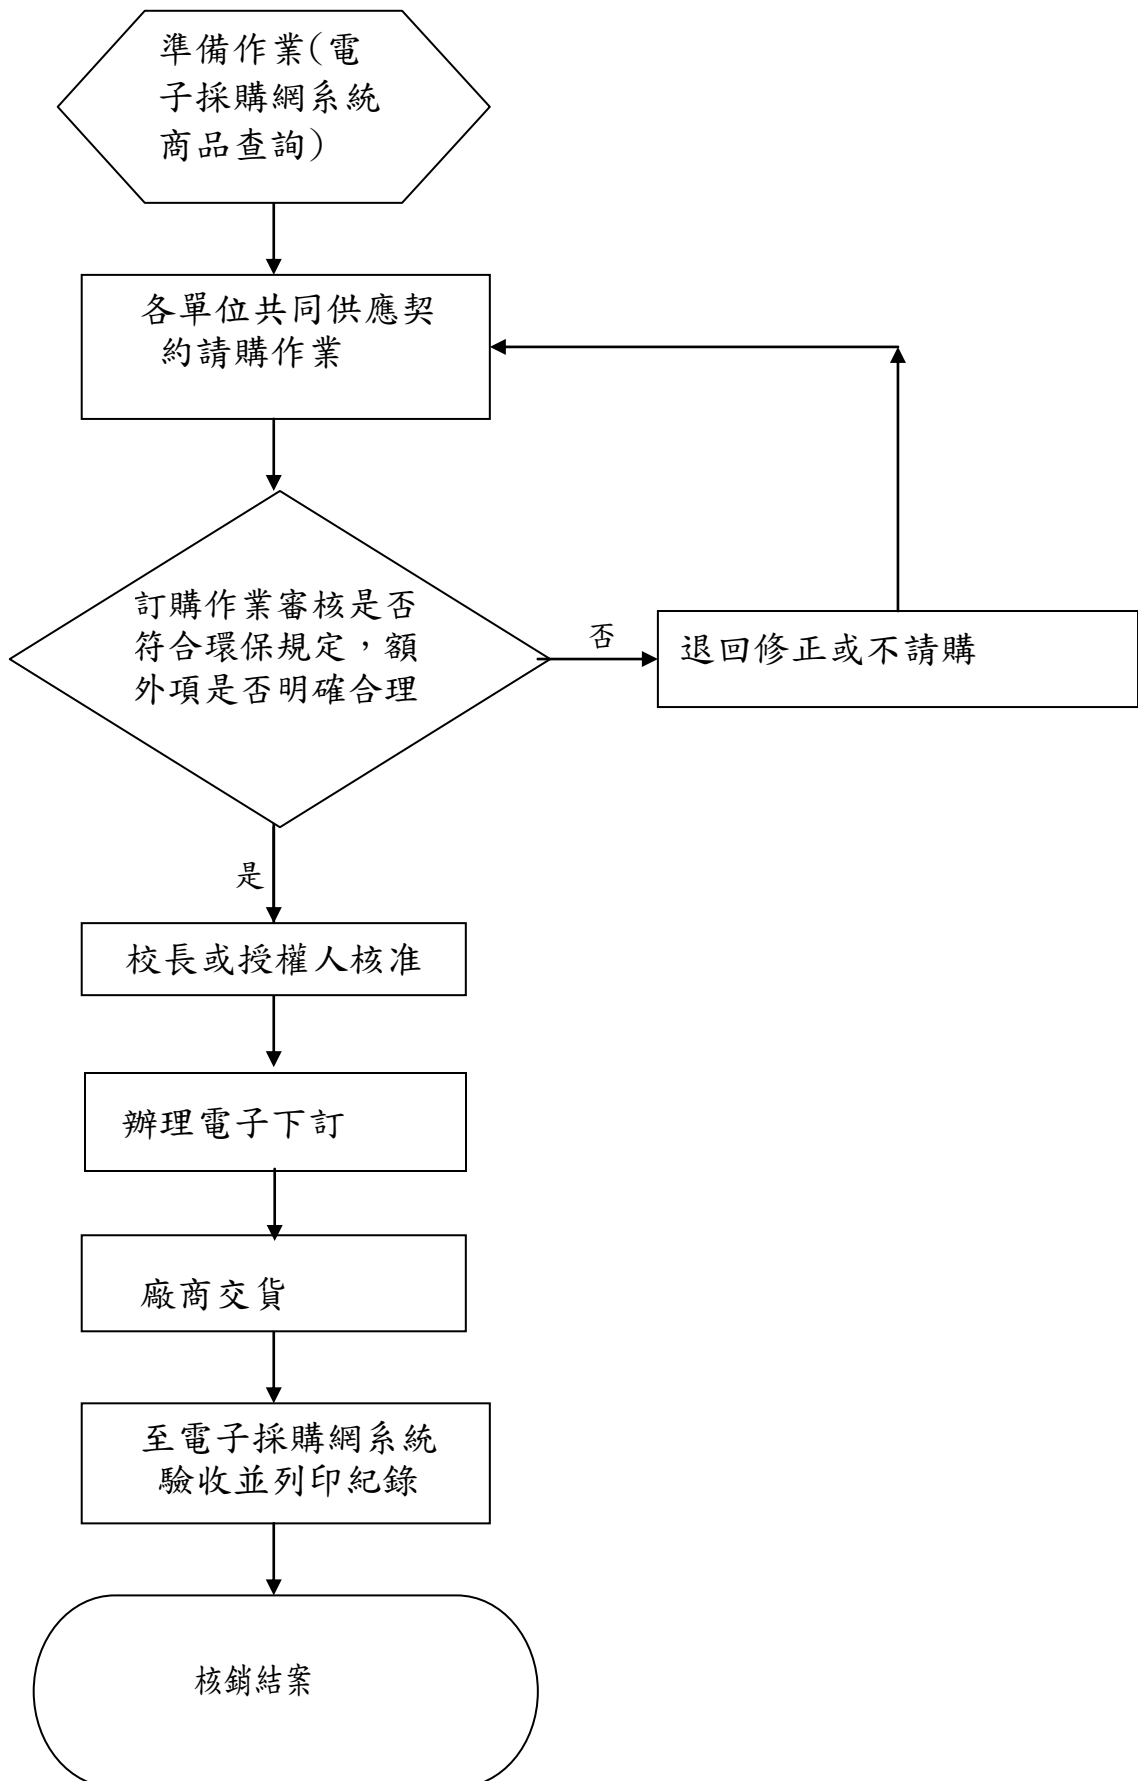 準備作業(電
子採購網系統
商品查詢)
各單位共同供應契
約請購作業
訂購作業審核是否
符合環保規定，額
外項是否明確合理
否
退回修正或不請購
是
校長或授權人核准
辦理電子下訂
廠商交貨
至電子採購網系統
驗收並列印紀錄
核銷結案